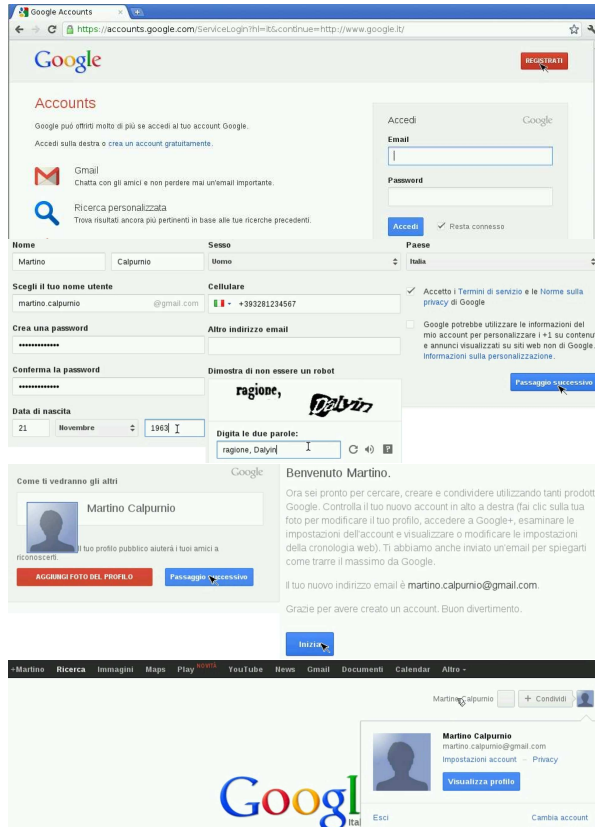 Google Accounts
https://accounts.google.com/ServiceLogin?hl=it&continue=http://www.google.it/
Google
REGISTRATI
Accounts
Google può offrirti molto di più se accedi al tuo account Google.
Accedi sulla destra o crea un account gratuitamente.
Gmail
Chatta con gli amici e non perdere mai un'email importante.
Ricerca personalizzata
Trova risultati ancora più pertinenti in base alle tue ricerche precedenti.
Accedi
Google
Email
Password
Accedi
Resta connesso
Nome
Martino
Calpurnio
Scegli il tuo nome utente
martino.calpurnio
@gmail.com
Crea una password
Conferma la password
Data di nascita
21
Novembre
1963
Sesso
Uomo
Cellulare
+393281234567
Altro indirizzo email
Dimostra di non essere un robot
ragione,
Dalvin
Digita le due parole:
ragione, Dalyin
Paese
Italia
Accetto i Termini di servizio e le Norme sulla
privacy di Google
Google potrebbe utilizzare le informazioni del
mio account per personalizzare i +1 su contenu
e annunci visualizzati su siti web non di Google.
Informazioni sulla personalizzazione.
Passaggio successivo
Google
Come ti vedranno gli altri
Martino Calpurnio
Il tuo profilo pubblico aiuterà i tuoi amici a
riconoscerti.
AGGIUNGI FOTO DEL PROFILO
Passaggio successivo
Benvenuto Martino.
Ora sei pronto per cercare, creare e condividere utilizzando tanti prodott
Google. Controlla il tuo nuovo account in alto a destra (fai clic sulla tua
foto per modificare il tuo profilo, accedere a Google+, esaminare le
impostazioni dell'account e visualizzare o modificare le impostazioni
della cronologia web). Ti abbiamo anche inviato un'email per spiegarti
come trarre il massimo da Google.
Il tuo nuovo indirizzo email è martino.calpurnio@gmail.com.
Grazie per avere creato un account. Buon divertimento.
Inizia
+Martino Ricerca Immagini Maps Play NOVITÀ YouTube News Gmail Documenti Calendar Altro
Martino Calpurnio
+ Condividi
Martino Calpurnio
martino.calpurnio@gmail.com
Impostazioni account – Privacy
Visualizza profilo
Esci
Cambia account
Googl
Ital